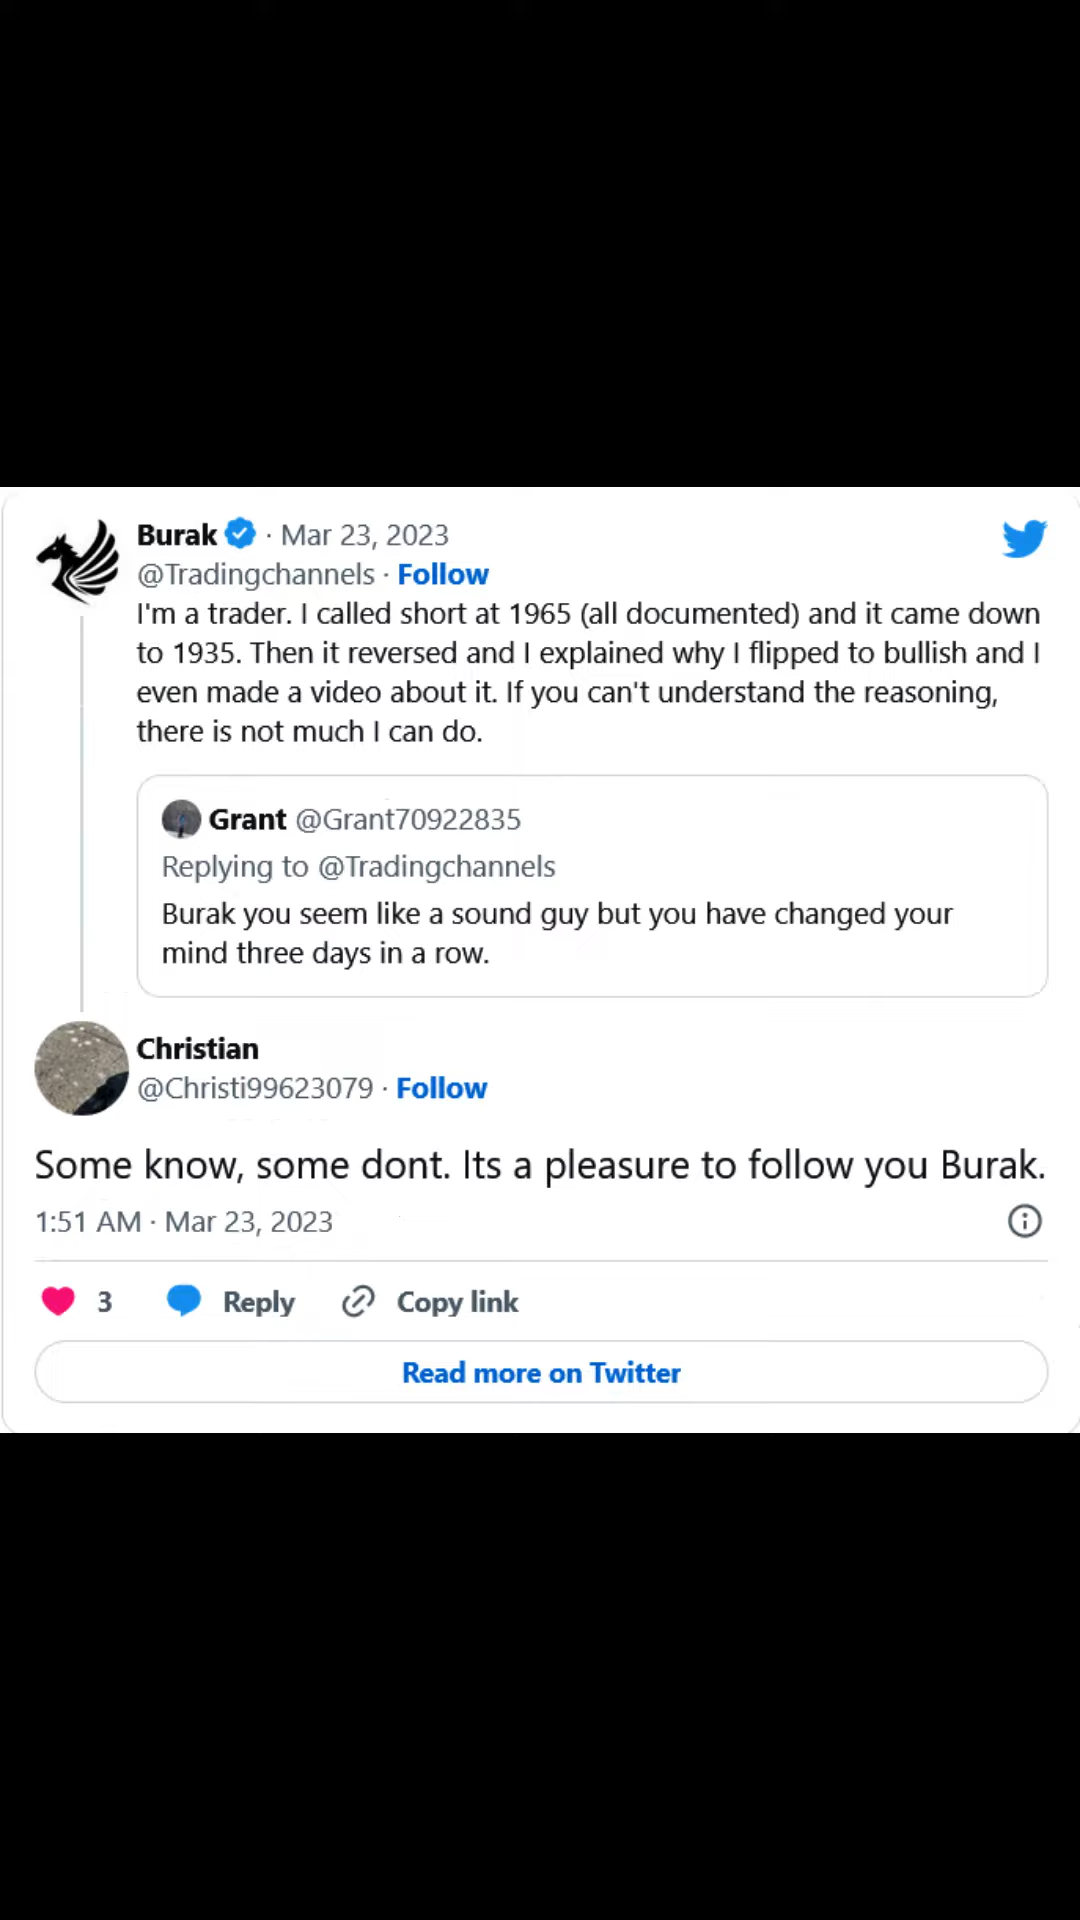 Burak · Mar 23, 2023
@Tradingchannels · Follow
I'm a trader. I called short at 1965 (all documented) and it came down
to 1935. Then it reversed and I explained why I flipped to bullish and I
even made a video about it. If you can't understand the reasoning,
there is not much I can do.
Grant @Grant70922835
Replying to @Tradingchannels
Burak you seem like a sound guy but you have changed your
mind three days in a row.
Christian
@Christi99623079 · Follow
Some know, some dont. Its a pleasure to follow you Burak.
1:51 AM · Mar 23, 2023
3 Reply Copy link
Read more on Twitter